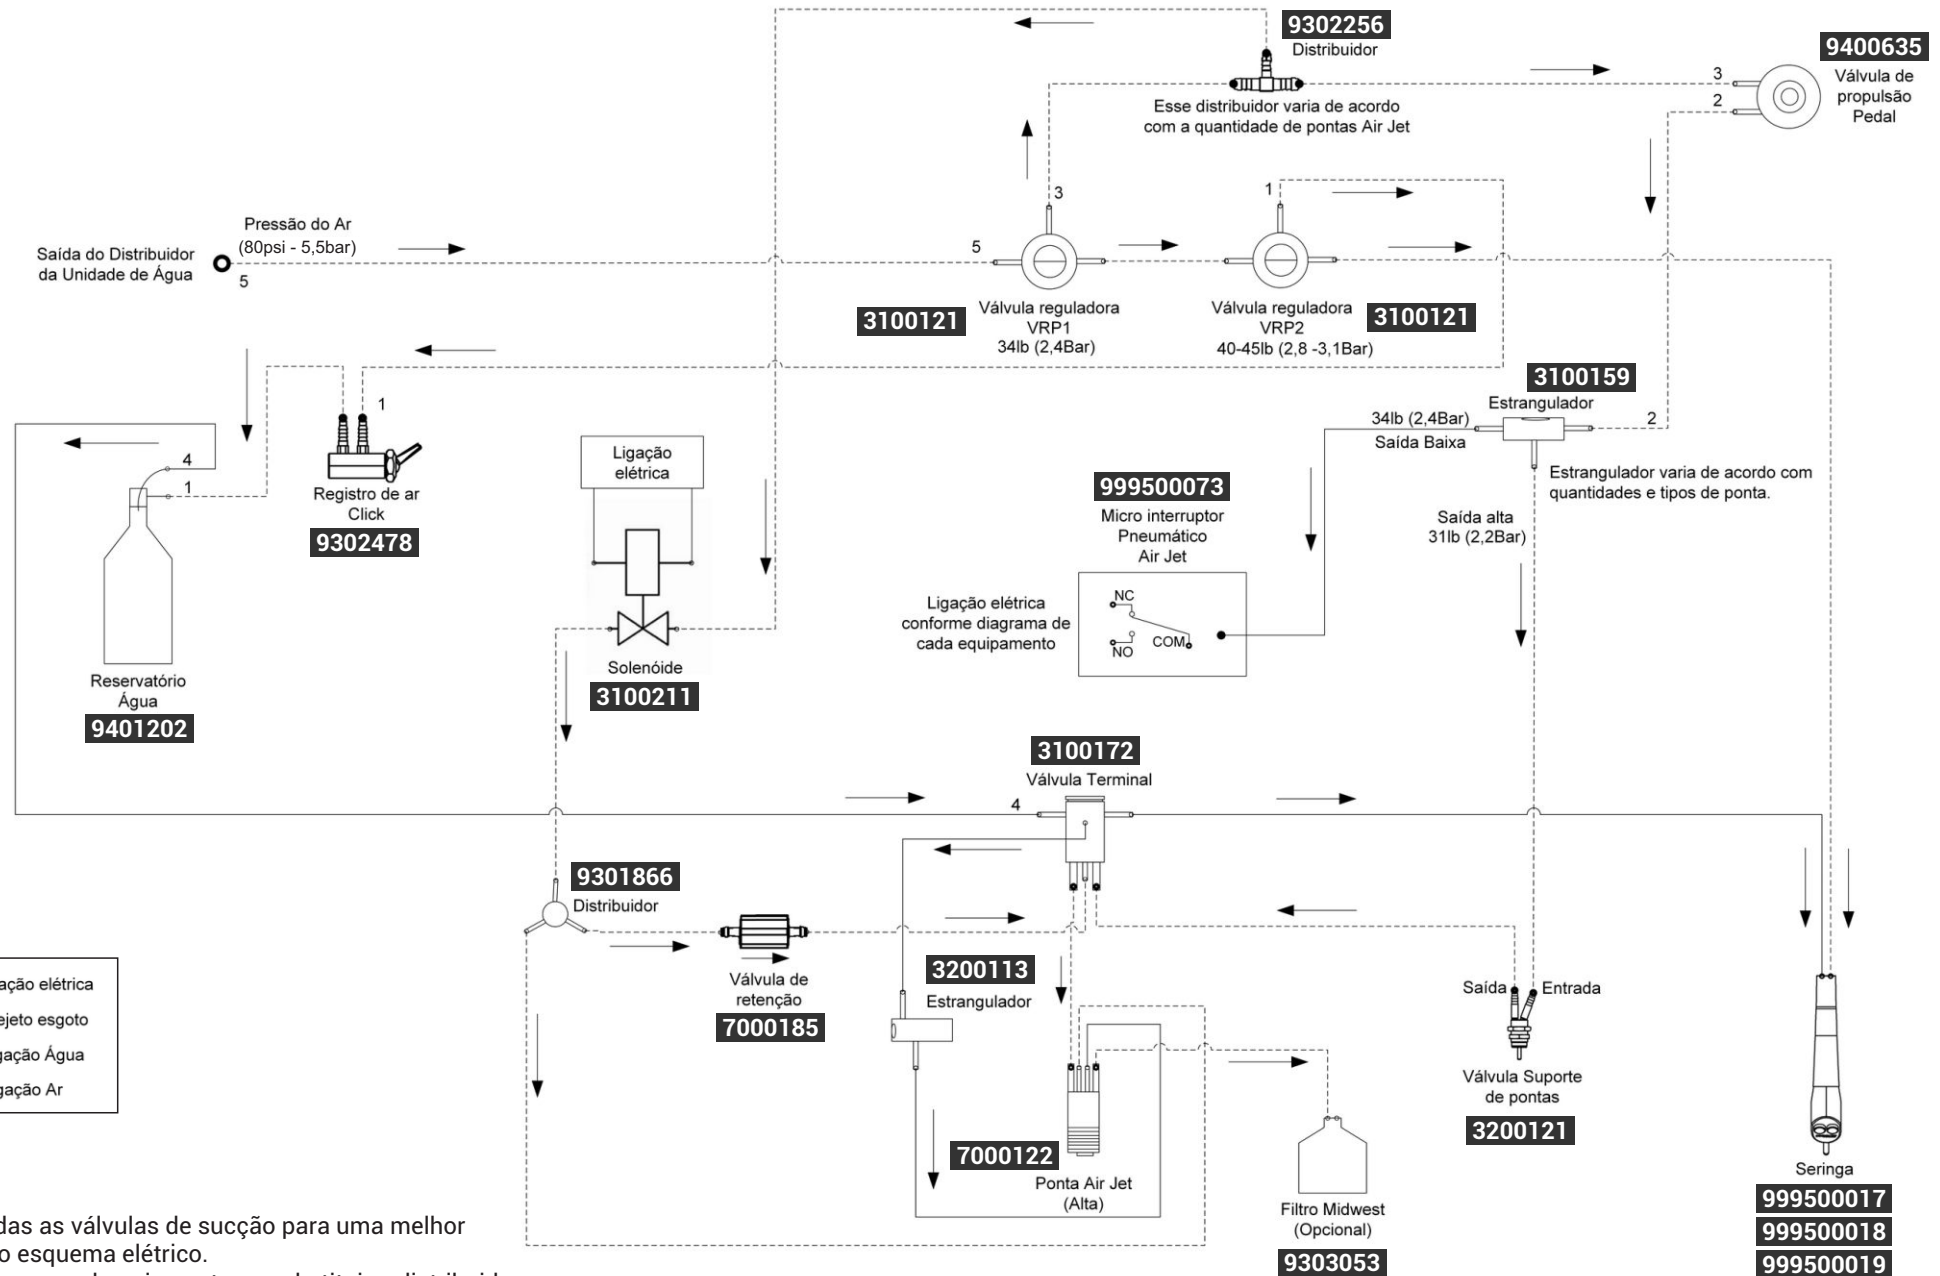 9302256
Distribuidor
9400635
Válvula de
propulsão
Pedal
3
2
Esse distribuidor varia de acordo
com a quantidade de pontas Air Jet
3
1
Pressão do Ar
(80psi - 5,5bar)
Saída do Distribuidor
da Unidade de Água
5
5
3100121
Válvula reguladora
VRP1
34lb (2,4Bar)
Válvula reguladora
VRP2
40-45lb (2,8 -3,1Bar)
3100121
3100159
Estrangulador
34lb (2,4Bar)
Saída Baixa
2
Estrangulador varia de acordo com
quantidades e tipos de ponta.
1
4
1
Registro de ar
Click
9302478
Ligação
elétrica
999500073
Micro interruptor
Pneumático
Air Jet
Saída alta
31lb (2,2Bar)
Ligação elétrica
conforme diagrama de
cada equipamento
NC
NO
COM
Solenóide
3100211
Reservatório
Água
9401202
3100172
Válvula Terminal
4
9301866
Distribuidor
Válvula de
retenção
7000185
3200113
Estrangulador
Saída
Entrada
Válvula Suporte
de pontas
3200121
ação elétrica
ejeto esgoto
gação Água
gação Ar
7000122
Ponta Air Jet
(Alta)
Filtro Midwest
(Opcional)
9303053
Seringa
999500017
999500018
999500019
das as válvulas de sucção para uma melhor
o esquema elétrico.